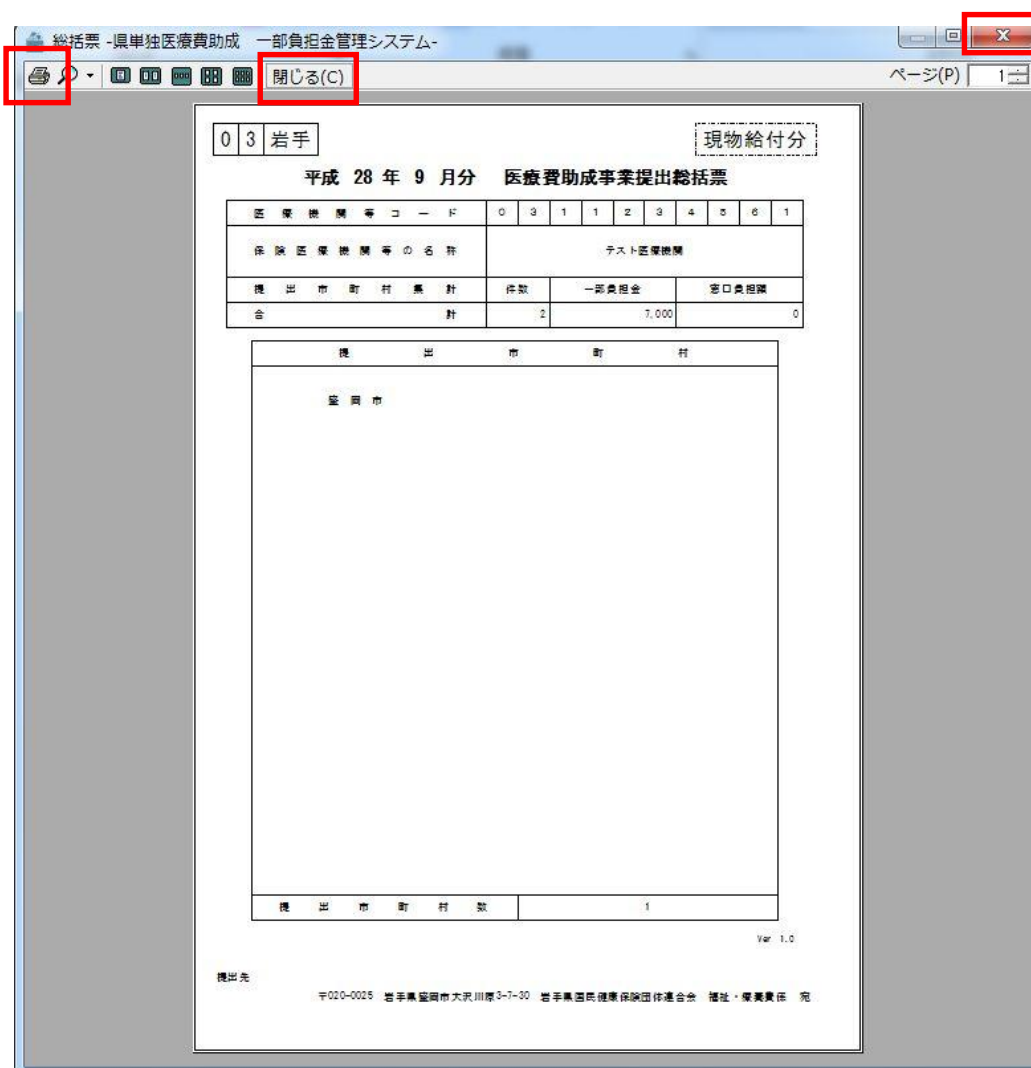 総括票 -県単独医療費助成　一部負担金管理システム-
閉じる(C) ページ(P) 1
0 3 岩手 現物給付分
平成 28 年 9 月分 医療費助成事業提出総括票
医療機関等コード 0 3 1 1 2 3 4 5 6 1
保険医療機関等の名称 テスト医療機関
提出市町村集計 件数 一部負担金 窓口負担額
合計 2 7,000 0
提出市町村
盛岡市
提出市町村数 1
Ver 1.0
提出先
〒020-0025 岩手県盛岡市大沢川原3-7-30 岩手県国民健康保険団体連合会 福祉・療養費係 宛